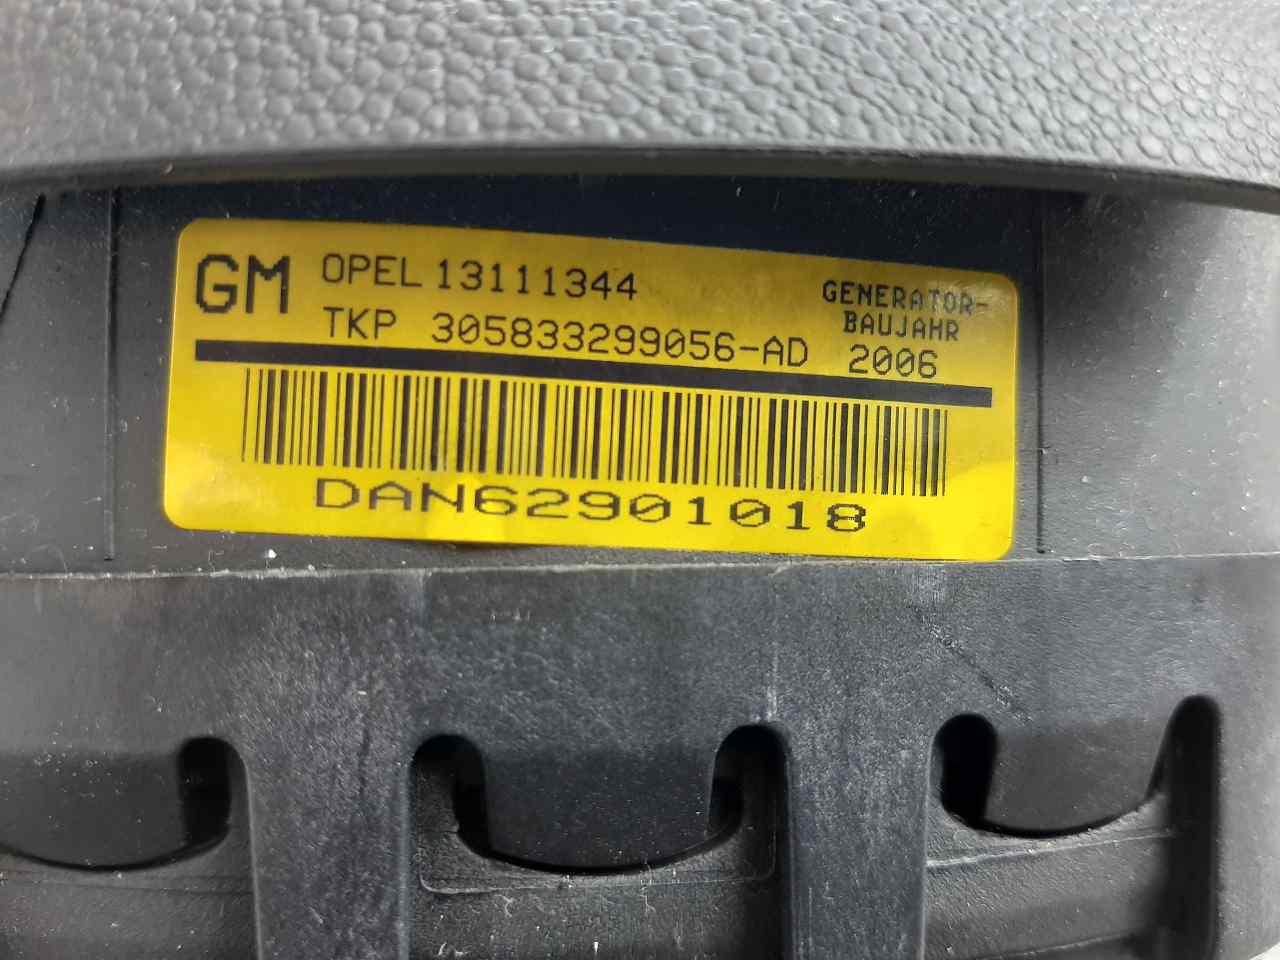 GM OPEL 13111344
TKP 305833299056-AD
GENERATOR-
BAUJAHR
2006
DAN62901018